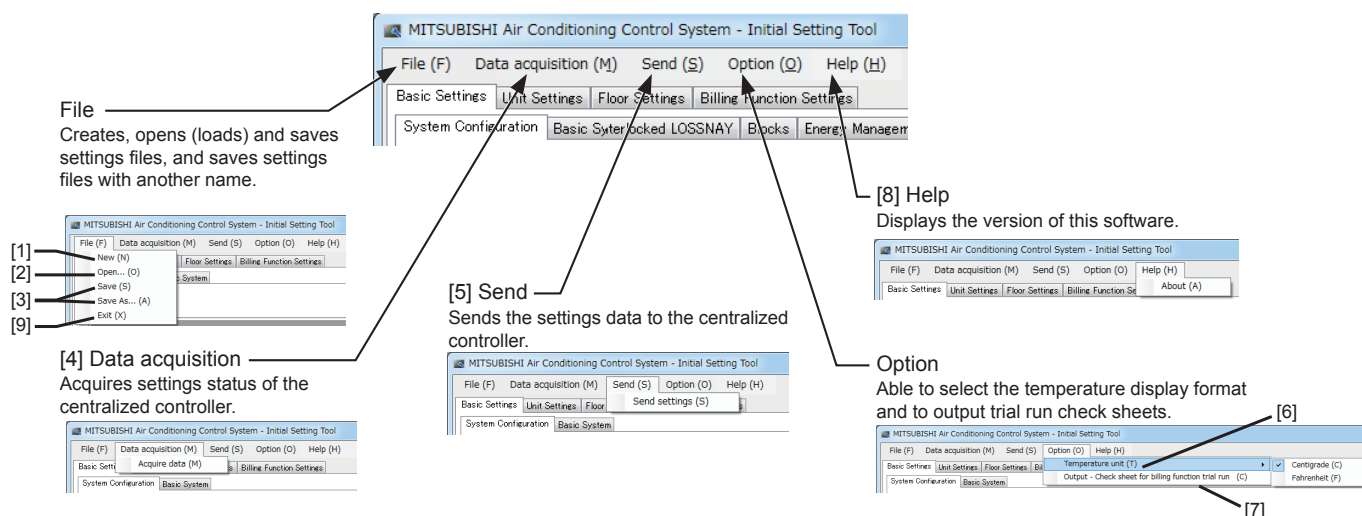 MITSUBISHI Air Conditioning Control System - Initial Setting Tool
File (F) Data acquisition (M) Send (S) Option (O) Help (H)
Basic Settings Unit Settings Floor Settings Billing Function Settings
System Configuration Basic Syterlocked LOSSNAY Blocks Energy Managem
File
Creates, opens (loads) and saves
settings files, and saves settings
files with another name.
MITSUBISHI Air Conditioning Control System - Initial Setting Tool
File (F) Data acquisition (M) Send (S) Option (O) Help (H)
Floor Settings Billing Function Settings
System
[1]
New (N)
[2]
Open... (O)
[3]
Save (S)
Save As... (A)
[9]
Exit (X)
[4] Data acquisition
Acquires settings status of the
centralized controller.
MITSUBISHI Air Conditioning Control System - Initial Setting Tool
File (F) Data acquisition (M) Send (S) Option (O) Help (H)
Acquire data (M)
Basic Setti s Billing Function Settings
System Configuration Basic System
[5] Send
Sends the settings data to the centralized
controller.
MITSUBISHI Air Conditioning Control System - Initial Setting Tool
File (F) Data acquisition (M) Send (S) Option (O) Help (H)
Send settings (S)
Basic Settings Unit Settings Floor s
System Configuration Basic System
[8] Help
Displays the version of this software.
MITSUBISHI Air Conditioning Control System - Initial Setting Tool
File (F) Data acquisition (M) Send (S) Option (O) Help (H)
About (A)
Basic Settings Unit Settings Floor Settings Billing Function Se
Option
Able to select the temperature display format
and to output trial run check sheets.
[6]
MITSUBISHI Air Conditioning Control System - Initial Setting Tool
File (F) Data acquisition (M) Send (S) Option (O) Help (H)
Basic Settings Unit Settings Floor Settings Bil
Temperature unit (T)
Centigrade (C)
System Configuration Basic System
Output - Check sheet for billing function trial run (C)
Fahrenheit (F)
[7]